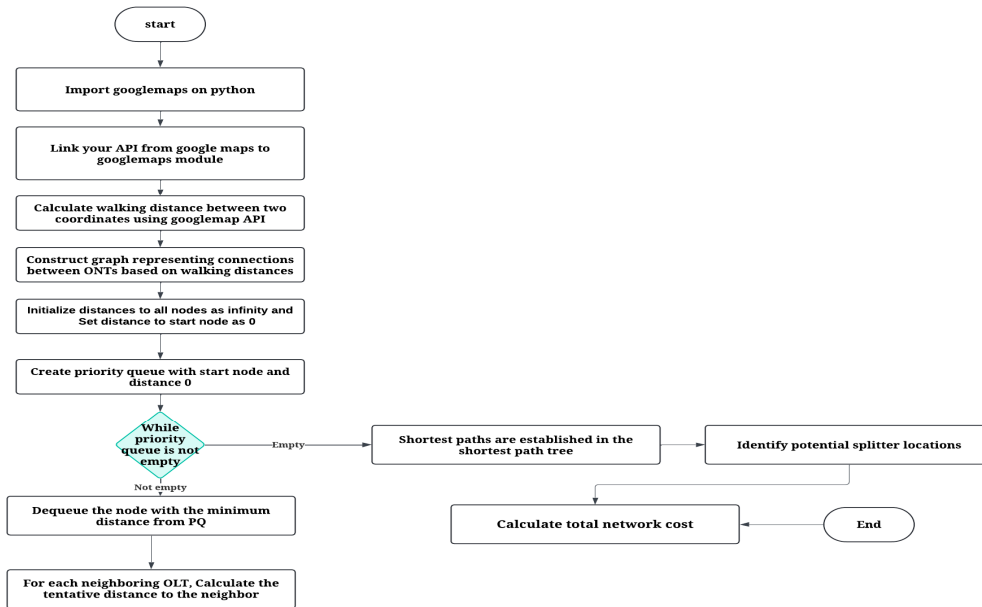 start
Import googlemaps on python
Link your API from google maps to
googlemaps module
Calculate walking distance between two
coordinates using googlemap API
Construct graph representing connections
between ONTs based on walking distances
Initialize distances to all nodes as infinity and
Set distance to start node as 0
Create priority queue with start node and
distance 0
While
priority
queue is not
empty
Empty
Shortest paths are established in the
shortest path tree
Identify potential splitter locations
Not empty
Dequeue the node with the minimum
distance from PQ
Calculate total network cost
End
For each neighboring OLT, Calculate the
tentative distance to the neighbor